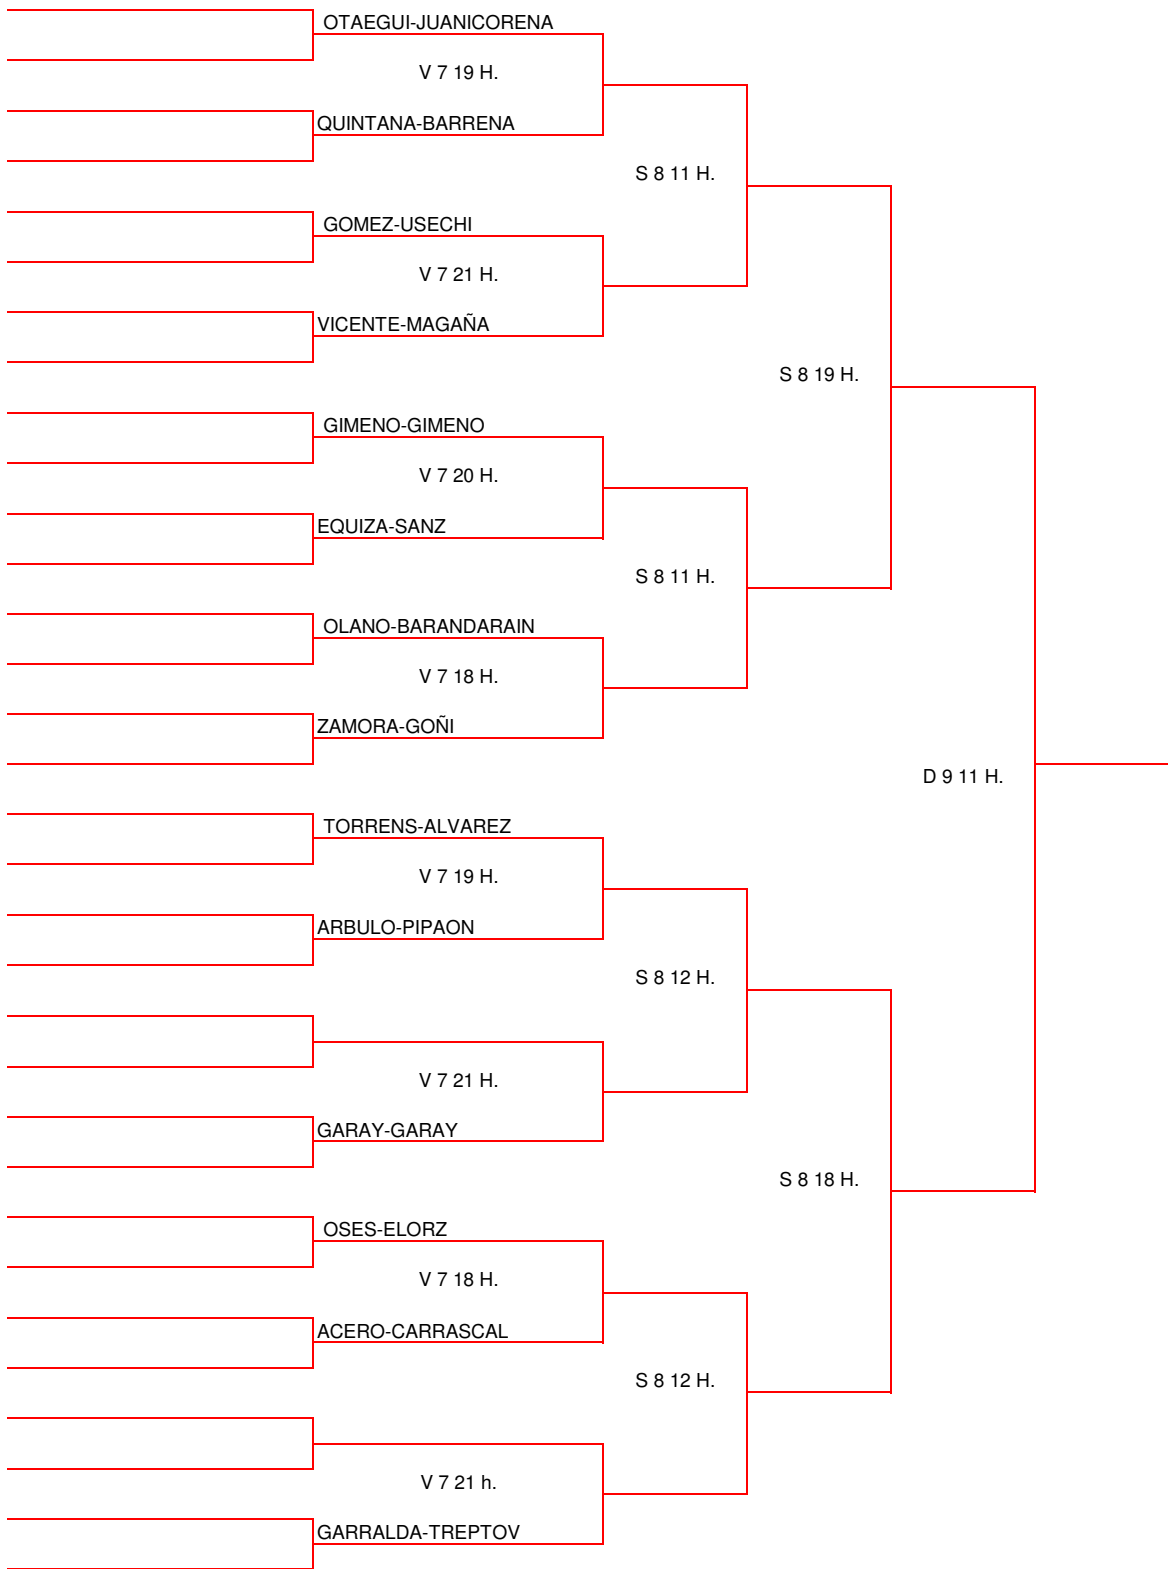 OTAEGUI-JUANICORENA
V 7 19 H.
QUINTANA-BARRENA
S 8 11 H.
GOMEZ-USECHI
V 7 21 H.
VICENTE-MAGAÑA
S 8 19 H.
GIMENO-GIMENO
V 7 20 H.
EQUIZA-SANZ
S 8 11 H.
OLANO-BARANDARAIN
V 7 18 H.
ZAMORA-GOÑI
D 9 11 H.
TORRENS-ALVAREZ
V 7 19 H.
ARBULO-PIPAON
S 8 12 H.
V 7 21 H.
GARAY-GARAY
S 8 18 H.
OSES-ELORZ
V 7 18 H.
ACERO-CARRASCAL
S 8 12 H.
V 7 21 h.
GARRALDA-TREPTOV